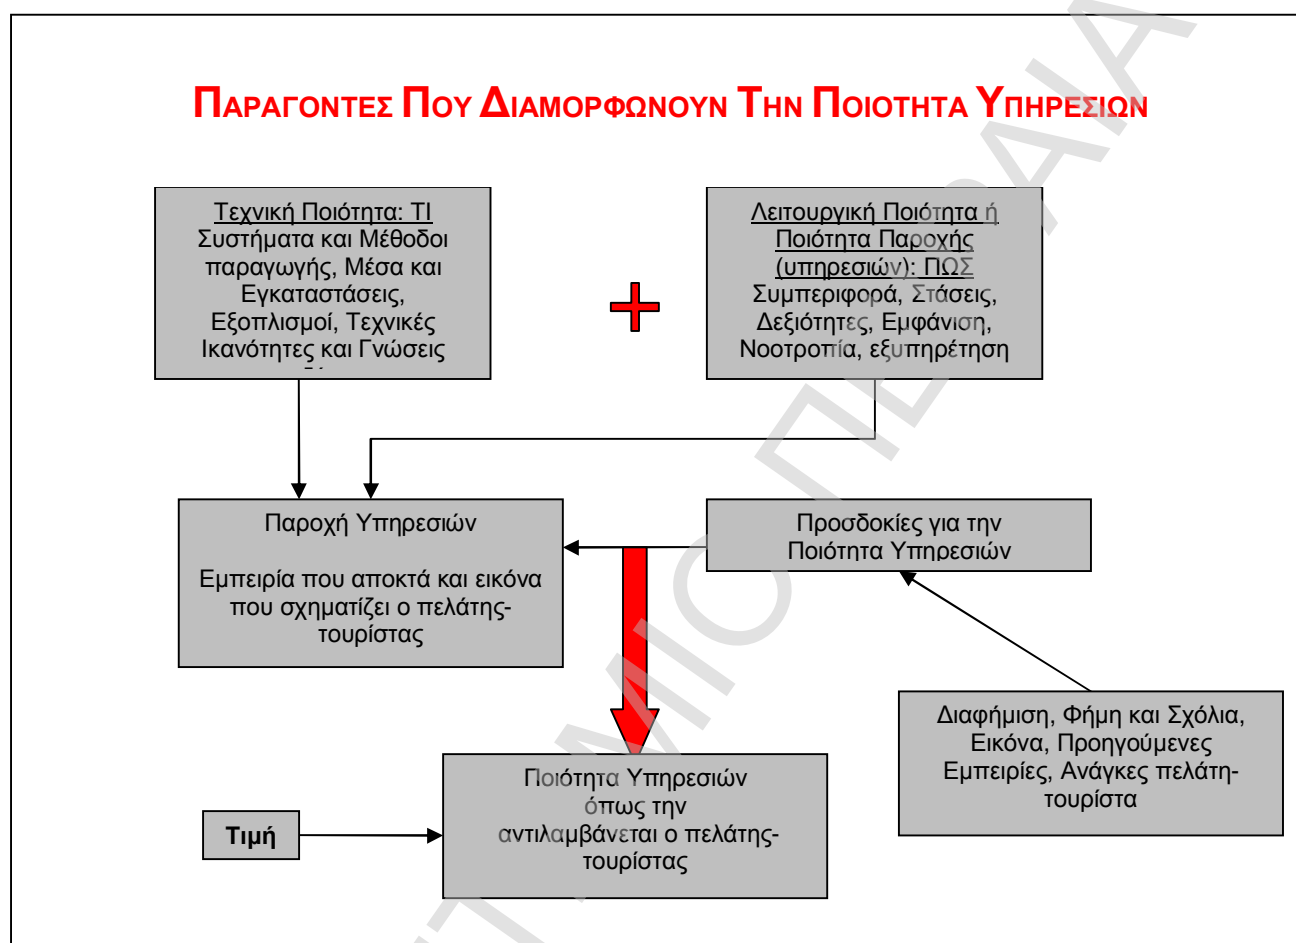 ΠΑΡΑΓΟΝΤΕΣ ΠΟΥ ΔΙΑΜΟΡΦΩΝΟΥΝ ΤΗΝ ΠΟΙΟΤΗΤΑ ΥΠΗΡΕΣΙΩΝ
Τεχνική Ποιότητα: ΤΙ
Συστήματα και Μέθοδοι
παραγωγής, Μέσα και
Εγκαταστάσεις,
Εξοπλισμοί, Τεχνικές
Ικανότητες και Γνώσεις
Λειτουργική Ποιότητα ή
Ποιότητα Παροχής
(υπηρεσιών): ΠΩΣ
Συμπεριφορά, Στάσεις,
Δεξιότητες, Εμφάνιση,
Νοοτροπία, εξυπηρέτηση
Παροχή Υπηρεσιών
Εμπειρία που αποκτά και εικόνα
που σχηματίζει ο πελάτης-
τουρίστας
Προσδοκίες για την
Ποιότητα Υπηρεσιών
Διαφήμιση, Φήμη και Σχόλια,
Εικόνα, Προηγούμενες
Εμπειρίες, Ανάγκες πελάτη-
τουρίστα
Ποιότητα Υπηρεσιών
όπως την
αντιλαμβάνεται ο πελάτης-
τουρίστας
Τιμή